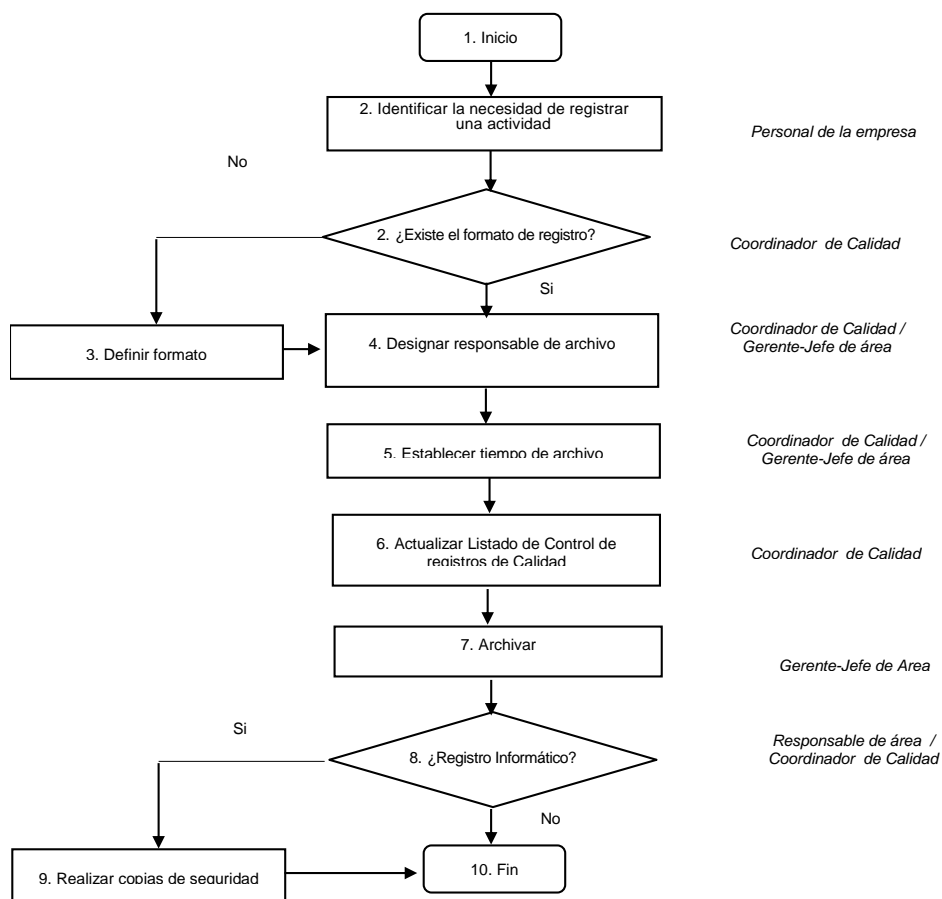 1. Inicio
2. Identificar la necesidad de registrar
una actividad
Personal de la empresa
No
2. ¿Existe el formato de registro?
Coordinador de Calidad
Si
3. Definir formato
4. Designar responsable de archivo
Coordinador de Calidad /
Gerente-Jefe de área
5. Establecer tiempo de archivo
Coordinador de Calidad /
Gerente-Jefe de área
6. Actualizar Listado de Control de
registros de Calidad
Coordinador de Calidad
7. Archivar
Gerente-Jefe de Area
Si
8. ¿Registro Informático?
Responsable de área /
Coordinador de Calidad
No
9. Realizar copias de seguridad
10. Fin